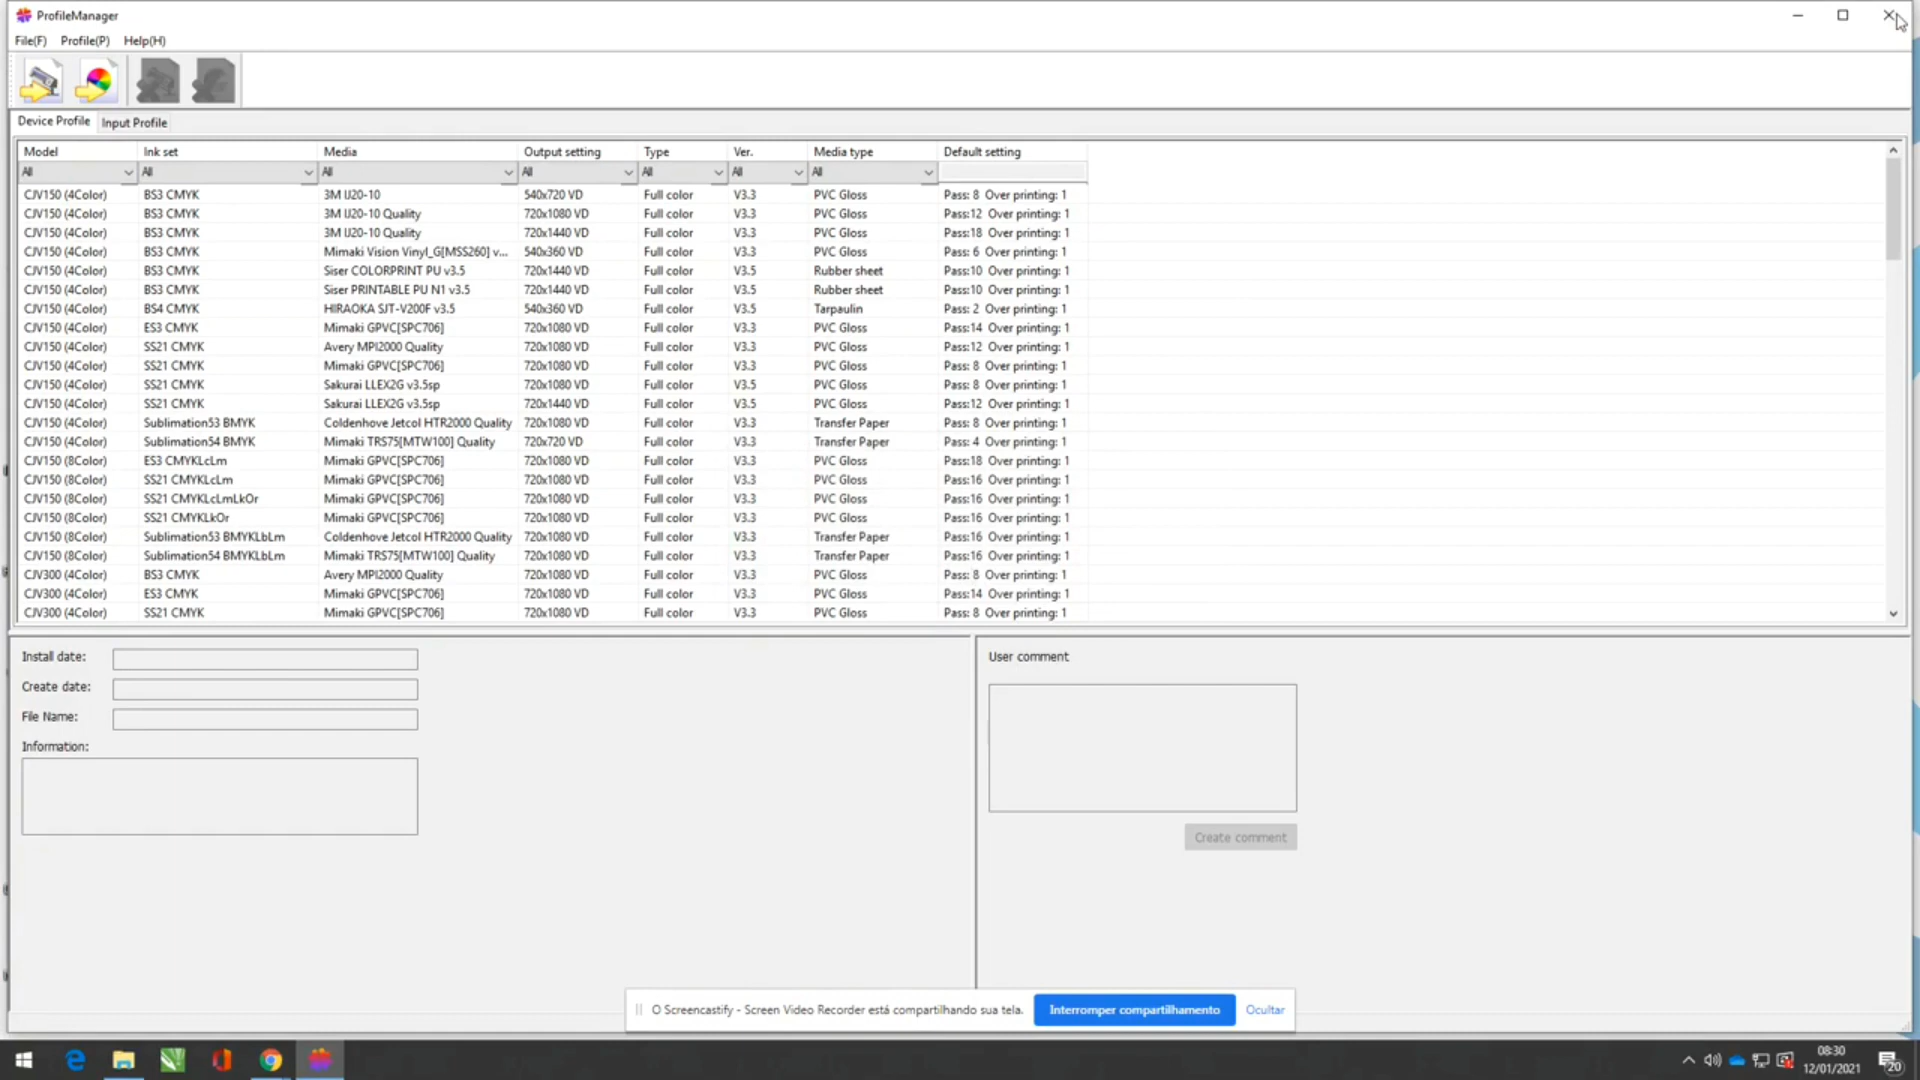 ProfileManager
File(F) Profile(P) Help(H)
Device Profile Input Profile
Model Ink set Media Output setting Type Ver. Media type Default setting
All All All All All All All
CJV150 (4Color) BS3 CMYK 3M IJ20-10 540x720 VD Full color V3.3 PVC Gloss Pass: 8 Over printing: 1
CJV150 (4Color) BS3 CMYK 3M IJ20-10 Quality 720x1080 VD Full color V3.3 PVC Gloss Pass:12 Over printing: 1
CJV150 (4Color) BS3 CMYK 3M IJ20-10 Quality 720x1440 VD Full color V3.3 PVC Gloss Pass:18 Over printing: 1
CJV150 (4Color) BS3 CMYK Mimaki Vision Vinyl_G[MSS260] v... 540x360 VD Full color V3.3 PVC Gloss Pass: 6 Over printing: 1
CJV150 (4Color) BS3 CMYK Siser COLORPRINT PU v3.5 720x1440 VD Full color V3.5 Rubber sheet Pass:10 Over printing: 1
CJV150 (4Color) BS3 CMYK Siser PRINTABLE PU N1 v3.5 720x1440 VD Full color V3.5 Rubber sheet Pass:10 Over printing: 1
CJV150 (4Color) BS4 CMYK HIRAOKA SJT-V200F v3.5 540x360 VD Full color V3.5 Tarpaulin Pass: 2 Over printing: 1
CJV150 (4Color) ES3 CMYK Mimaki GPVC[SPC706] 720x1080 VD Full color V3.3 PVC Gloss Pass:14 Over printing: 1
CJV150 (4Color) SS21 CMYK Avery MPI2000 Quality 720x1080 VD Full color V3.3 PVC Gloss Pass:12 Over printing: 1
CJV150 (4Color) SS21 CMYK Mimaki GPVC[SPC706] 720x1080 VD Full color V3.3 PVC Gloss Pass: 8 Over printing: 1
CJV150 (4Color) SS21 CMYK Sakurai LLEX2G v3.5sp 720x1080 VD Full color V3.5 PVC Gloss Pass: 8 Over printing: 1
CJV150 (4Color) SS21 CMYK Sakurai LLEX2G v3.5sp 720x1440 VD Full color V3.5 PVC Gloss Pass:12 Over printing: 1
CJV150 (4Color) Sublimation53 BMYK Coldenhove Jetcol HTR2000 Quality 720x1080 VD Full color V3.3 Transfer Paper Pass: 8 Over printing: 1
CJV150 (4Color) Sublimation54 BMYK Mimaki TRS75[MTW100] Quality 720x720 VD Full color V3.3 Transfer Paper Pass: 4 Over printing: 1
CJV150 (8Color) ES3 CMYKLcLm Mimaki GPVC[SPC706] 720x1080 VD Full color V3.3 PVC Gloss Pass:18 Over printing: 1
CJV150 (8Color) SS21 CMYKLcLm Mimaki GPVC[SPC706] 720x1080 VD Full color V3.3 PVC Gloss Pass:16 Over printing: 1
CJV150 (8Color) SS21 CMYKLcLmLkOr Mimaki GPVC[SPC706] 720x1080 VD Full color V3.3 PVC Gloss Pass:16 Over printing: 1
CJV150 (8Color) SS21 CMYKLkOr Mimaki GPVC[SPC706] 720x1080 VD Full color V3.3 PVC Gloss Pass:16 Over printing: 1
CJV150 (8Color) Sublimation53 BMYKLbLm Coldenhove Jetcol HTR2000 Quality 720x1080 VD Full color V3.3 Transfer Paper Pass:16 Over printing: 1
CJV150 (8Color) Sublimation54 BMYKLbLm Mimaki TRS75[MTW100] Quality 720x1080 VD Full color V3.3 Transfer Paper Pass:16 Over printing: 1
CJV300 (4Color) BS3 CMYK Avery MPI2000 Quality 720x1080 VD Full color V3.3 PVC Gloss Pass: 8 Over printing: 1
CJV300 (4Color) ES3 CMYK Mimaki GPVC[SPC706] 720x1080 VD Full color V3.3 PVC Gloss Pass:14 Over printing: 1
CJV300 (4Color) SS21 CMYK Mimaki GPVC[SPC706] 720x1080 VD Full color V3.3 PVC Gloss Pass: 8 Over printing: 1
Install date:
Create date:
File Name:
Information:
User comment
Create comment
O Screencastify - Screen Video Recorder está compartilhando sua tela. Interromper compartilhamento Ocultar
08:30
12/01/2021
20